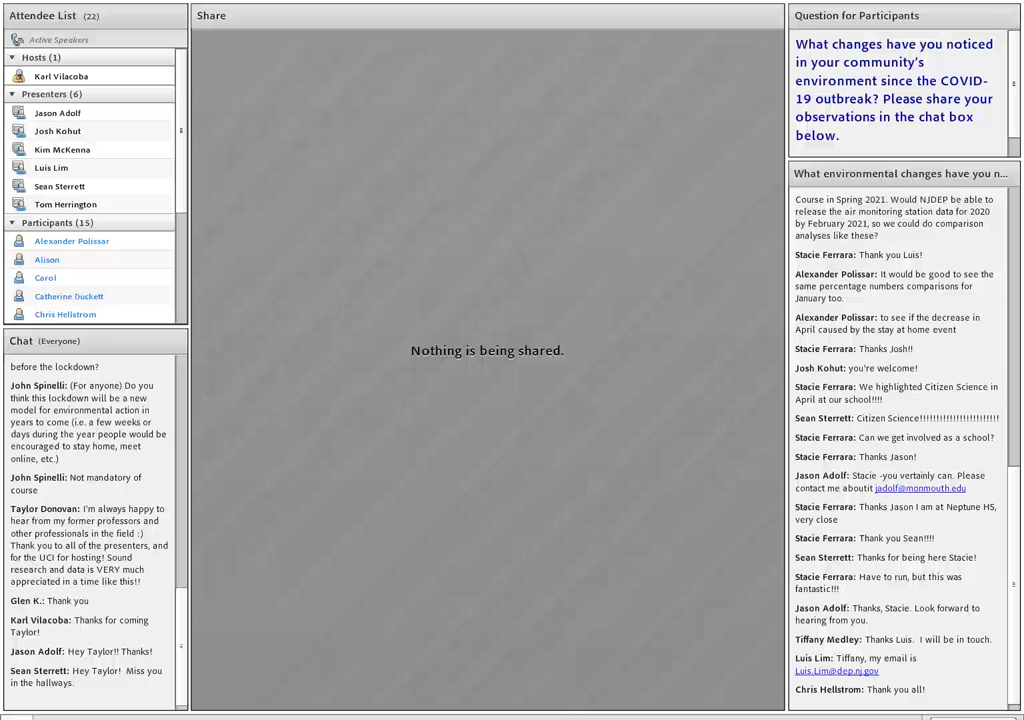 Attendee List (22)
Active Speakers
Hosts (1)
Karl Vilacoba
Presenters (6)
Jason Adolf
Josh Kohut
Kim McKenna
Luis Lim
Sean Sterrett
Tom Herrington
Participants (15)
Alexander Polissar
Alison
Carol
Catherine Duckett
Chris Hellstrom
Chat (Everyone)
before the lockdown?
John Spinelli: (For anyone) Do you
think this lockdown will be a new
model for environmental action in
years to come (i.e. a few weeks or
days during the year people would be
encouraged to stay home, meet
online, etc.)
John Spinelli: Not mandatory of
course
Taylor Donovan: I'm always happy to
hear from my former professors and
other professionals in the field :)
Thank you to all of the presenters, and
for the UCI for hosting! Sound
research and data is VERY much
appreciated in a time like this!!
Glen K.: Thank you
Karl Vilacoba: Thanks for coming
Taylor!
Jason Adolf: Hey Taylor!! Thanks!
Sean Sterrett: Hey Taylor! Miss you
in the hallways.
Share
Nothing is being shared.
Question for Participants
What changes have you noticed
in your community's
environment since the COVID-
19 outbreak? Please share your
observations in the chat box
below.
What environmental changes have you n...
Course in Spring 2021. Would NJDEP be able to
release the air monitoring station data for 2020
by February 2021, so we could do comparison
analyses like these?
Stacie Ferrara: Thank you Luis!
Alexander Polissar: It would be good to see the
same percentage numbers comparisons for
January too.
Alexander Polissar: to see if the decrease in
April caused by the stay at home event
Stacie Ferrara: Thanks Josh!!
Josh Kohut: you're welcome!
Stacie Ferrara: We highlighted Citizen Science in
April at our school!!!!
Sean Sterrett: Citizen Science!!!!!!!!!!!!!!!!!!!!!!!!
Stacie Ferrara: Can we get involved as a school?
Stacie Ferrara: Thanks Jason!
Jason Adolf: Stacie -you vertainly can. Please
contact me aboutit jadolf@monmouth.edu
Stacie Ferrara: Thanks Jason I am at Neptune HS,
very close
Stacie Ferrara: Thank you Sean!!!!
Sean Sterrett: Thanks for being here Stacie!
Stacie Ferrara: Have to run, but this was
fantastic!!!
Jason Adolf: Thanks, Stacie. Look forward to
hearing from you.
Tiffany Medley: Thanks Luis. I will be in touch.
Luis Lim: Tiffany, my email is
Luis.Lim@dep.nj.gov
Chris Hellstrom: Thank you all!